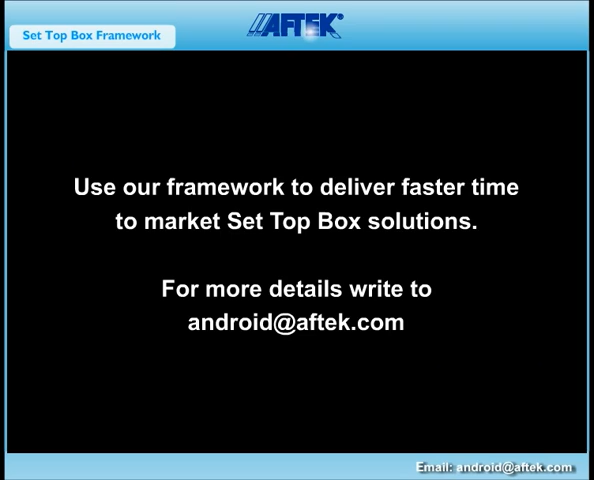 AFTEK
Set Top Box Framework
Use our framework to deliver faster time
to market Set Top Box solutions.
For more details write to
android@aftek.com
Email: android@aftek.com